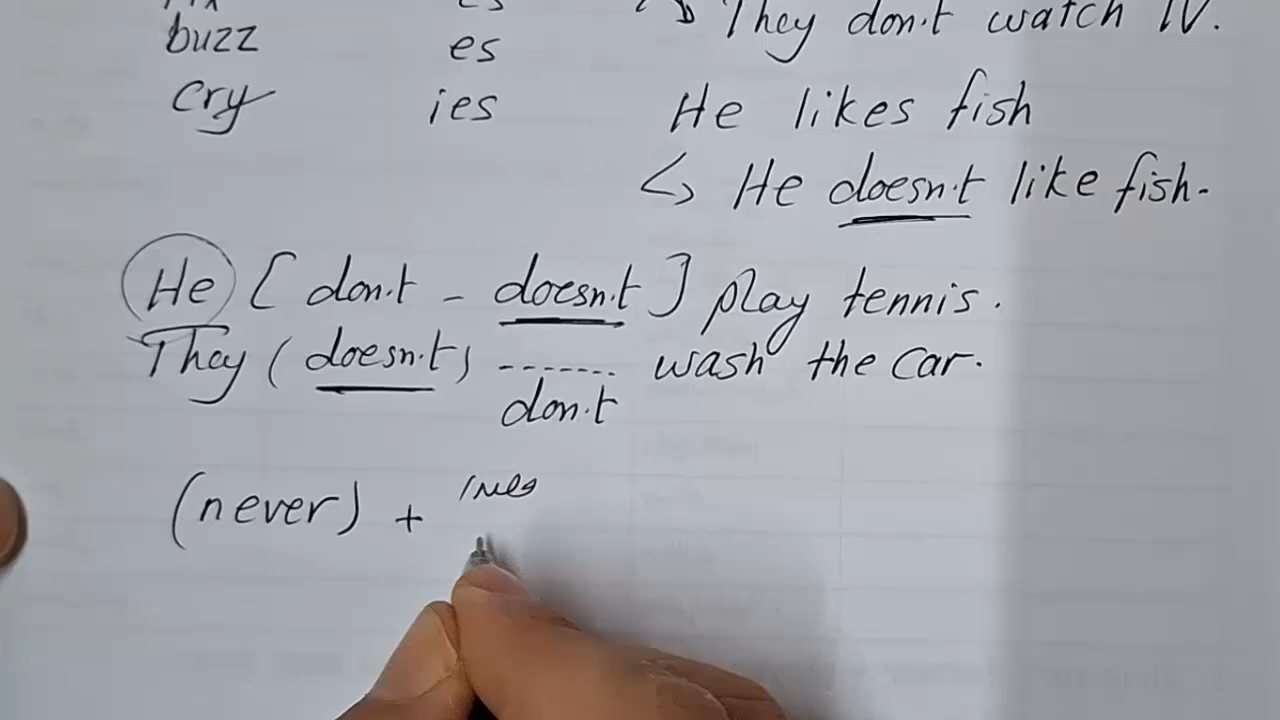 buzz es
cry ies
They don't watch TV.
He likes fish
↳ He doesn't like fish.
He [ don't - doesn't ] play tennis.
They ( doesn't ) ....... wash the car.
don't
(never) +